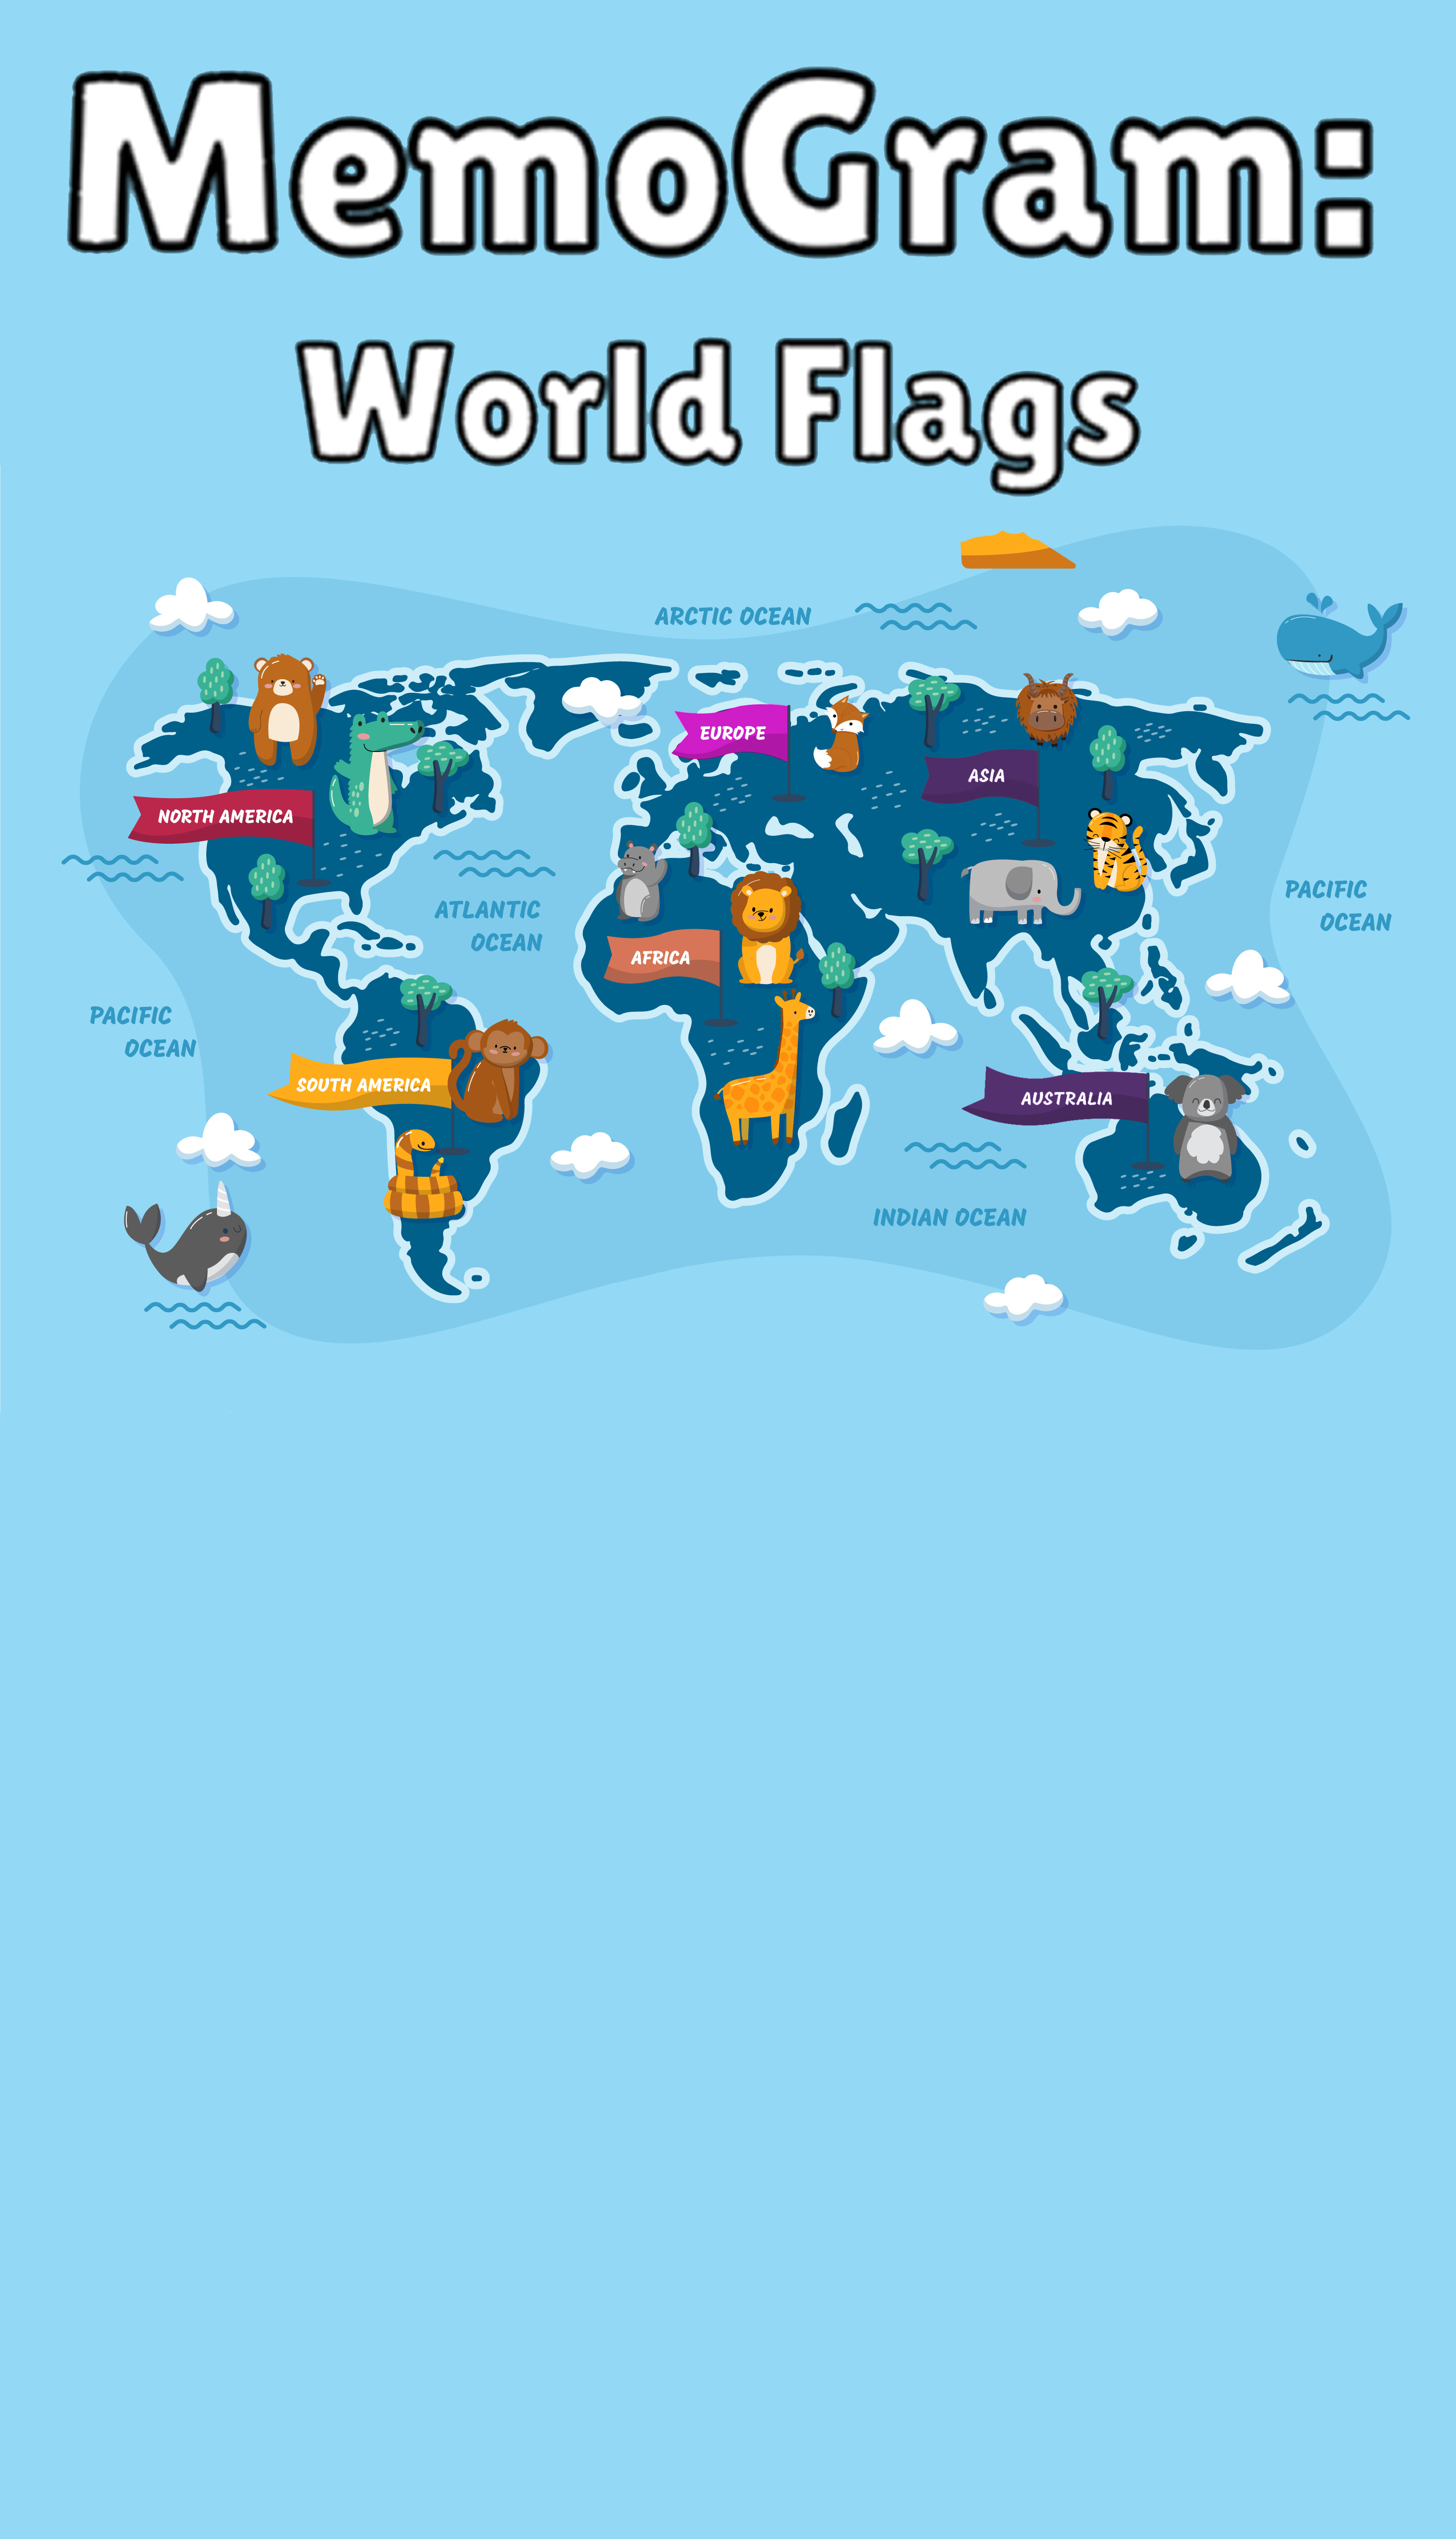 MemoGram:
World Flags
ARCTIC OCEAN
EUROPE
ASIA
NORTH AMERICA
ATLANTIC
OCEAN
PACIFIC
OCEAN
AFRICA
PACIFIC
OCEAN
SOUTH AMERICA
AUSTRALIA
INDIAN OCEAN